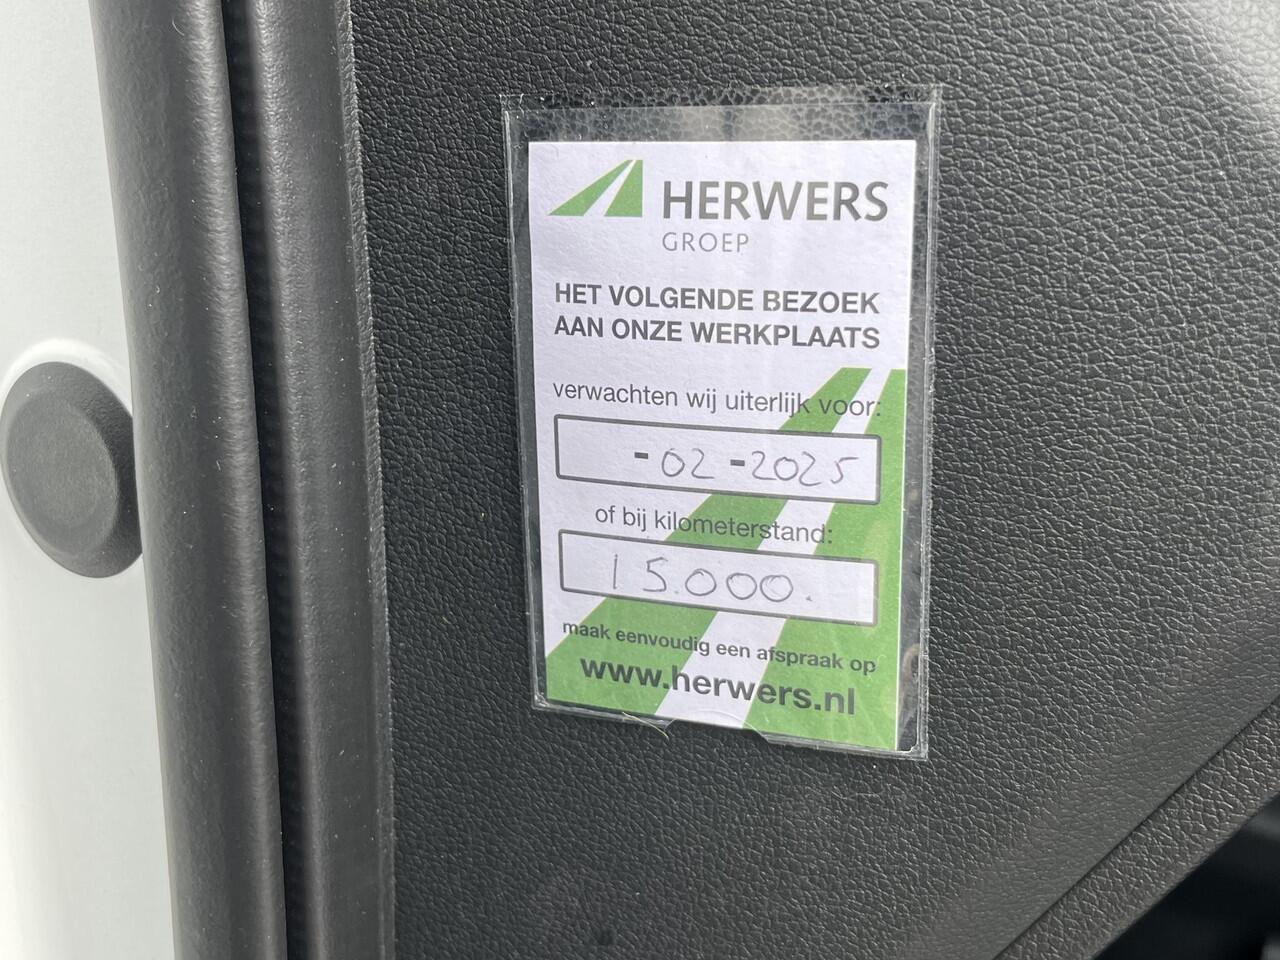 HERWERS
GROEP
HET VOLGENDE BEZOEK
AAN ONZE WERKPLAATS
verwachten wij uiterlijk voor:
-02-2025
of bij kilometerstand:
15.000.
maak eenvoudig een afspraak op
www.herwers.nl